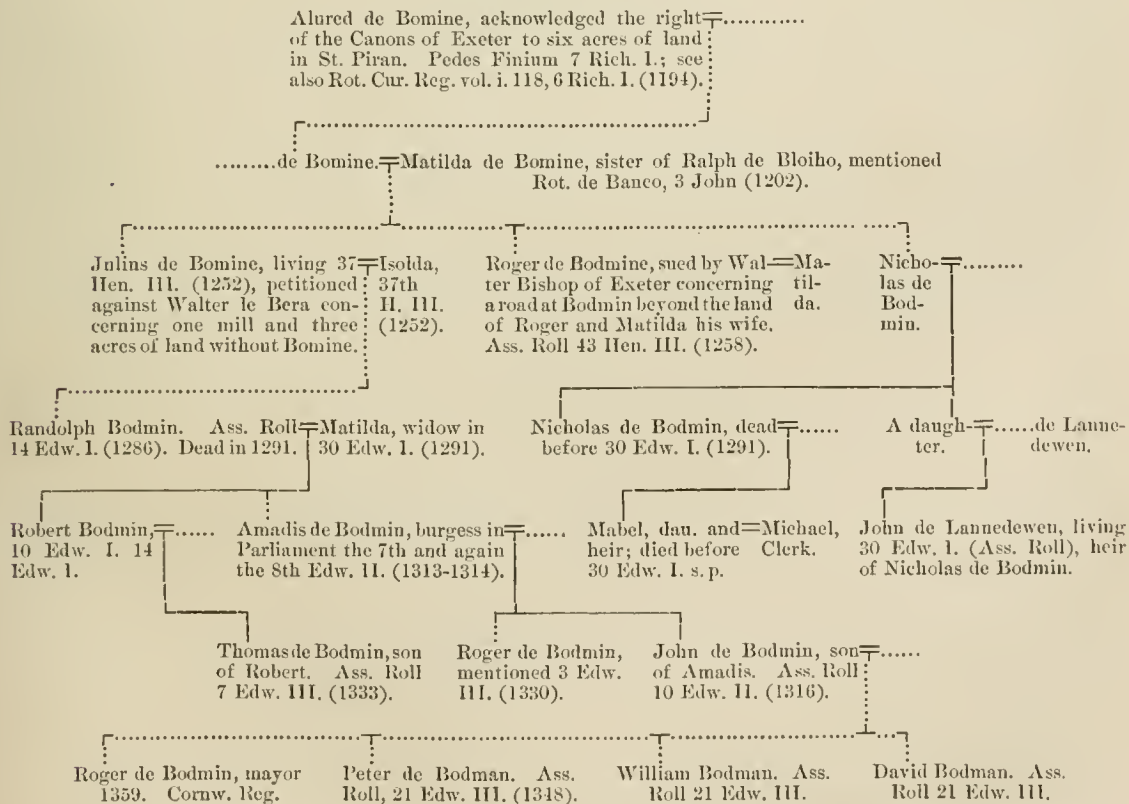 Alured de Bomine, acknowledged the right
of the Canons of Exeter to six acres of land
in St. Piran. Pedes Finium 7 Rich. I.; see
also Rot. Cur. Reg. vol. i. 118, 6 Rich. I. (1194).
.........de Bomine.
Matilda de Bomine, sister of Ralph de Bloiho, mentioned
Rot. de Banco, 3 John (1202).
Julins de Bomine, living 37
Hen. III. (1252), petitioned
against Walter le Bera con-
cerning one mill and three
acres of land without Bomine.
Isolda,
37th
H. III.
(1252).
Roger de Bodmine, sued by Wal-
ter Bishop of Exeter concerning
a road at Bodmin beyond the land
of Roger and Matilda his wife.
Ass. Roll 43 Hen. III. (1258).
Ma-
til-
da.
Nicho-
las de
Bod-
min.
Randolph Bodmin. Ass. Roll
14 Edw. I. (1286). Dead in 1291.
Matilda, widow in
30 Edw. I. (1291).
Nicholas de Bodmin, dead
before 30 Edw. I. (1291).
A daugh-
ter.
......de Lanne-
dewen.
Robert Bodmin,
10 Edw. I. 14
Edw. I.
Amadis de Bodmin, burgess in
Parliament the 7th and again
the 8th Edw. II. (1313-1314).
Mabel, dau. and
heir; died before
30 Edw. I. s.p.
Michael,
Clerk.
John de Lannedewen, living
30 Edw. I. (Ass. Roll), heir
of Nicholas de Bodmin.
Thomas de Bodmin, son
of Robert. Ass. Roll
7 Edw. III. (1333).
Roger de Bodmin,
mentioned 3 Edw.
III. (1330).
John de Bodmin, son
of Amadis. Ass. Roll
10 Edw. II. (1316).
Roger de Bodmin, mayor
1359. Cornw. Reg.
Peter de Bodman. Ass.
Roll, 21 Edw. III. (1348).
William Bodman. Ass.
Roll 21 Edw. III.
David Bodman. Ass.
Roll 21 Edw. III.